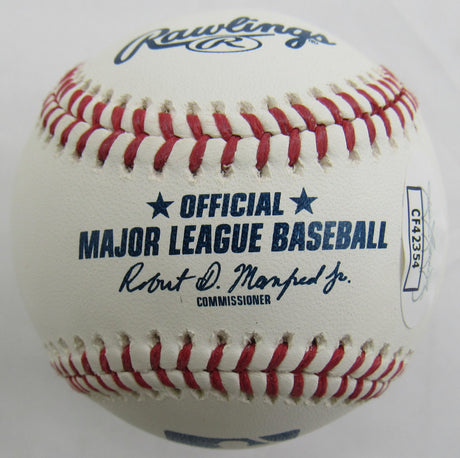 Rawlings
R
★ OFFICIAL ★
MAJOR LEAGUE BASEBALL
Robert D. Manfred Jr.
COMMISSIONER
CF42354